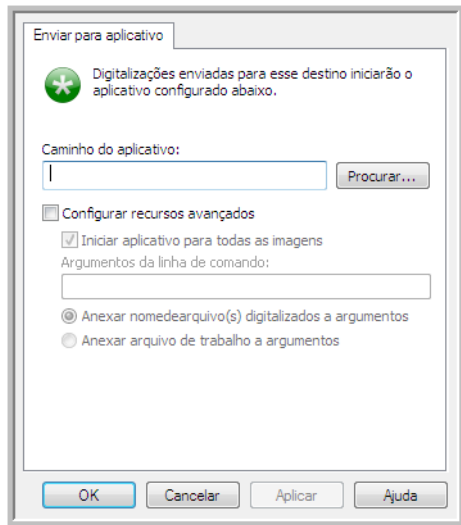 Enviar para aplicativo
Digitalizações enviadas para esse destino iniciarão o
aplicativo configurado abaixo.
Caminho do aplicativo:
Procurar...
Configurar recursos avançados
Iniciar aplicativo para todas as imagens
Argumentos da linha de comando:
Anexar nomedearquivo(s) digitalizados a argumentos
Anexar arquivo de trabalho a argumentos
OK Cancelar Aplicar Ajuda